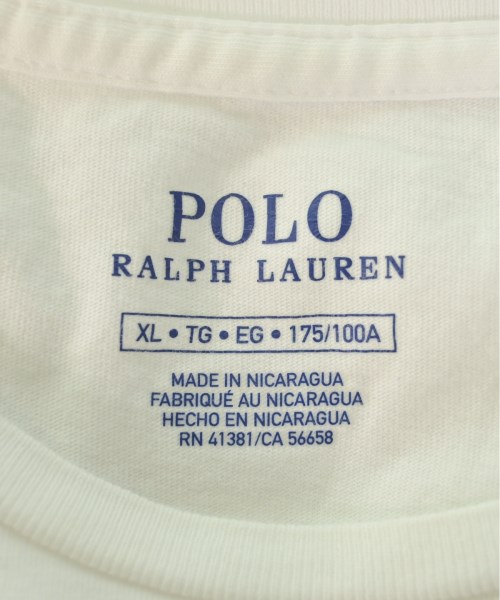 POLO
RALPH LAUREN
XL • TG • EG • 175/100A
MADE IN NICARAGUA
FABRIQUÉ AU NICARAGUA
HECHO EN NICARAGUA
RN 41381/CA 56658